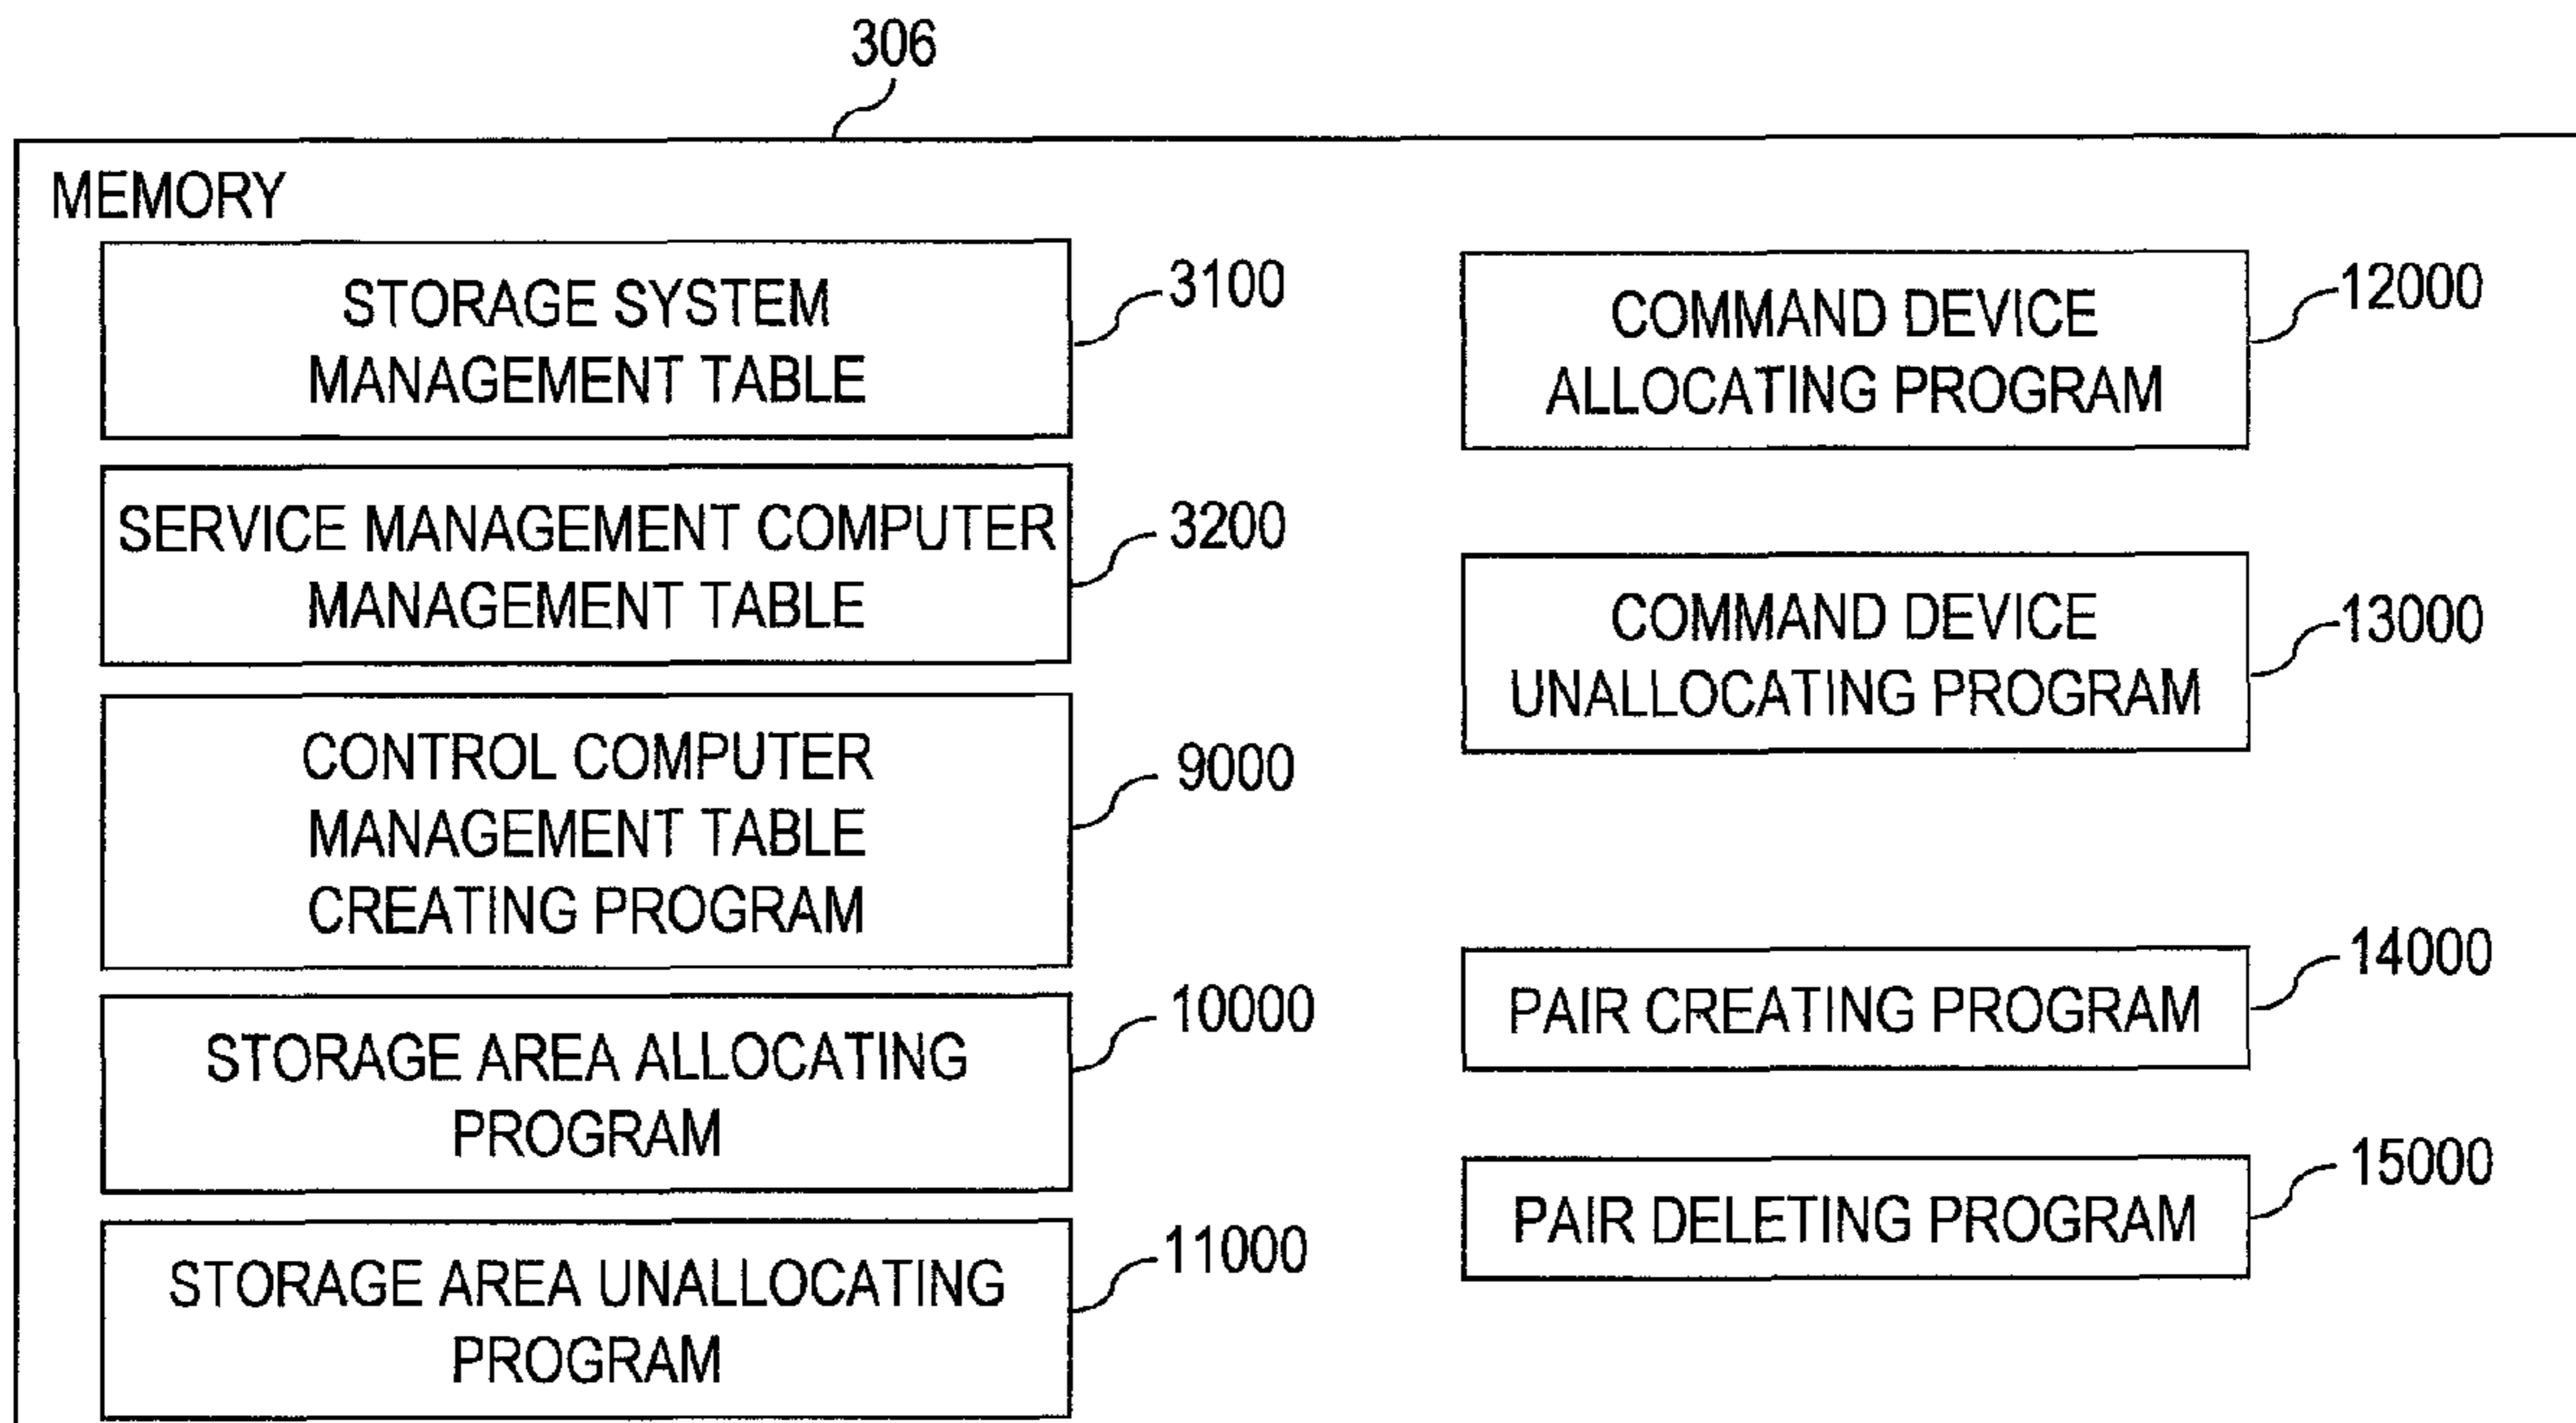 306
MEMORY
STORAGE SYSTEM
MANAGEMENT TABLE
3100
SERVICE MANAGEMENT COMPUTER
MANAGEMENT TABLE
3200
CONTROL COMPUTER
MANAGEMENT TABLE
CREATING PROGRAM
9000
STORAGE AREA ALLOCATING
PROGRAM
10000
STORAGE AREA UNALLOCATING
PROGRAM
11000
COMMAND DEVICE
ALLOCATING PROGRAM
12000
COMMAND DEVICE
UNALLOCATING PROGRAM
13000
PAIR CREATING PROGRAM
14000
PAIR DELETING PROGRAM
15000